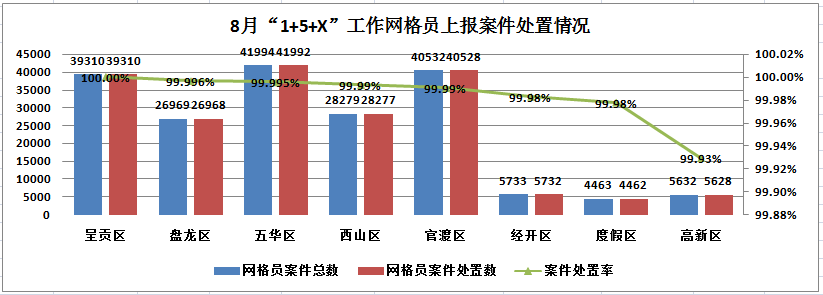 8月“1+5+X”工作网格员上报案件处置情况
45000 100.02%
40000 100.00%
35000 99.98%
30000 99.96%
25000 99.94%
20000 99.92%
15000 99.90%
10000 99.88%
5000
0
39310 39310 26969 26968 41994 41992 28279 28277 40532 40528 5733 5732 4463 4462 5632 5628
100.00% 99.996% 99.995% 99.99% 99.99% 99.98% 99.98% 99.93%
呈贡区 盘龙区 五华区 西山区 官渡区 经开区 度假区 高新区
网格员案件总数 网格员案件处置数 案件处置率